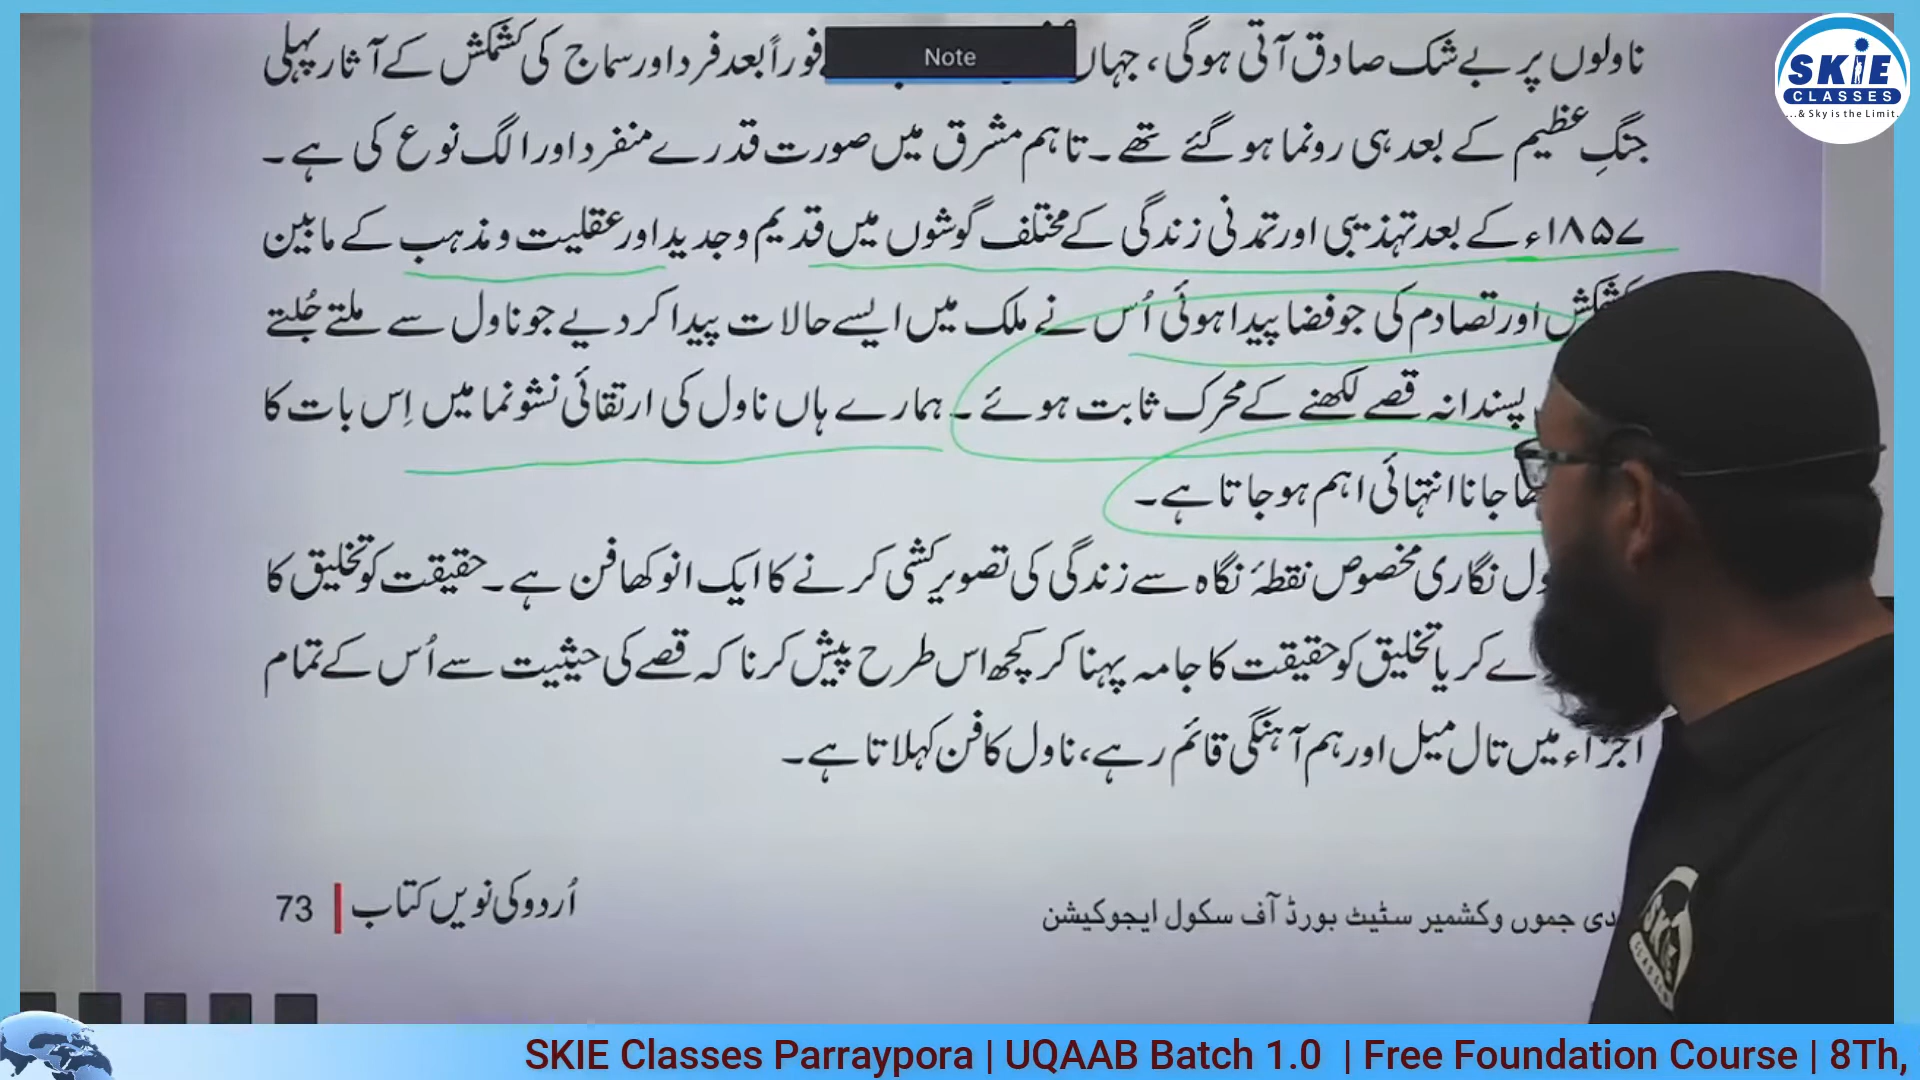 ناولوں پر بے شک صادق آتی ہوگی، جہاں
فوراً بعد فرد اور سماج کی کشمکش کے آثار پہلی
Note
جنگِ عظیم کے بعد ہی رونما ہو گئے تھے۔ تاہم مشرق میں صورت قدرے منفرد اور الگ نوع کی ہے۔
۱۸۵۷ء کے بعد تہذیبی اور تمدنی زندگی کے مختلف گوشوں میں قدیم و جدید اور عقلیت و مذہب کے مابین
کشمکش اور تصادم کی جو فضا پیدا ہوئی اُس نے ملک میں ایسے حالات پیدا کر دیے جو ناول سے ملتے جُلتے
پسندانہ قصے لکھنے کے محرک ثابت ہوئے۔ ہمارے ہاں ناول کی ارتقائی نشوونما میں اِس بات کا
جانا انتہائی اہم ہو جاتا ہے۔
نگاری مخصوص نقطۂ نگاہ سے زندگی کی تصویر کشی کرنے کا ایک انوکھا فن ہے۔ حقیقت کو تخلیق کا
کر یا تخلیق کو حقیقت کا جامہ پہنا کر کچھ اس طرح پیش کرنا کہ قصے کی حیثیت سے اُس کے تمام
اجزاء میں تال میل اور ہم آہنگی قائم رہے، ناول کا فن کہلاتا ہے۔
دی جموں و کشمیر سٹیٹ بورڈ آف سکول ایجوکیشن
اُردو کی نویں کتاب | 73
SKIE
CLASSES
...& Sky is the Limit.
SKIE Classes Parraypora | UQAAB Batch 1.0 | Free Foundation Course | 8Th,